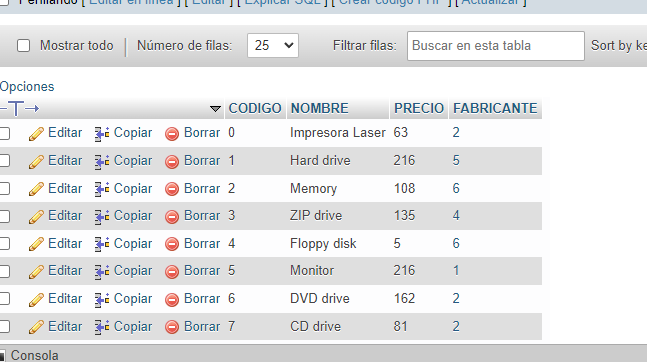 Perfilando [ Editar en línea ] [ Editar ] [ Explicar SQL ] [ Crear código PHP ] [ Actualizar ]
Mostrar todo | Número de filas: 25 Filtrar filas: Buscar en esta tabla Sort by ke
Opciones
CODIGO NOMBRE PRECIO FABRICANTE
Editar Copiar Borrar 0 Impresora Laser 63 2
Editar Copiar Borrar 1 Hard drive 216 5
Editar Copiar Borrar 2 Memory 108 6
Editar Copiar Borrar 3 ZIP drive 135 4
Editar Copiar Borrar 4 Floppy disk 5 6
Editar Copiar Borrar 5 Monitor 216 1
Editar Copiar Borrar 6 DVD drive 162 2
Editar Copiar Borrar 7 CD drive 81 2
Consola